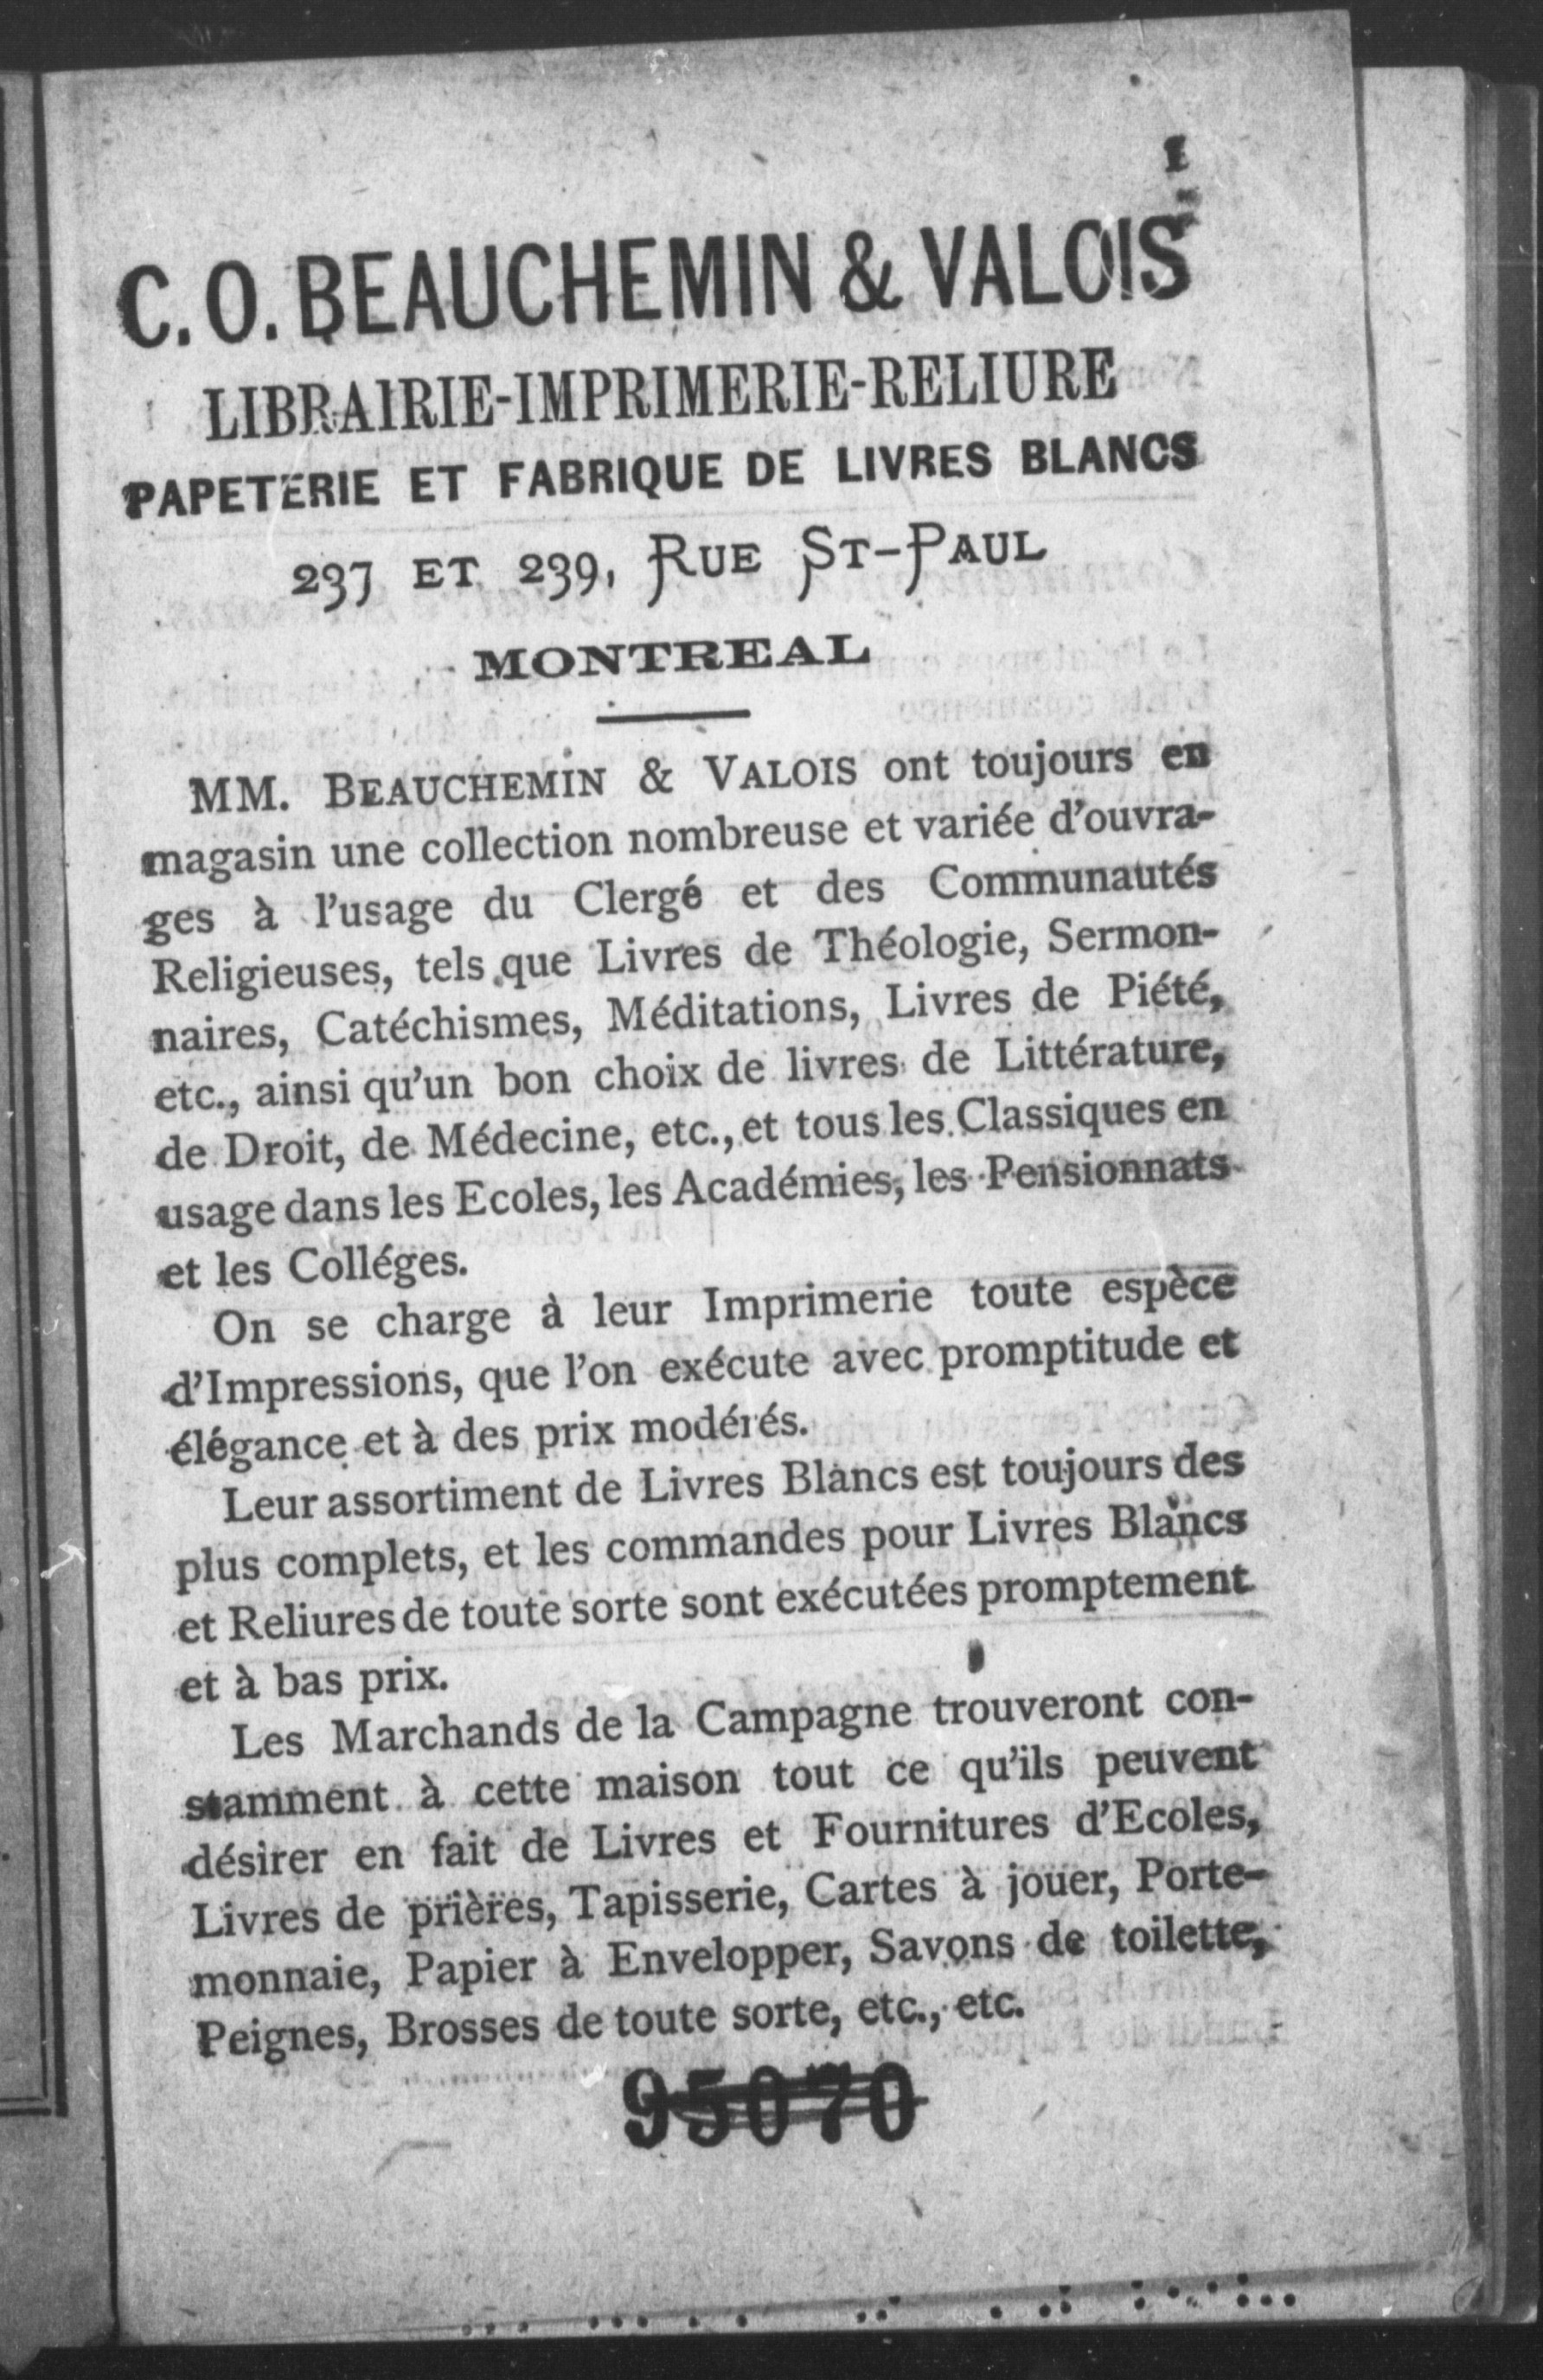 C. O. BEAUCHEMIN & VALOIS
LIBRAIRIE-IMPRIMERIE-RELIURE
PAPETERIE ET FABRIQUE DE LIVRES BLANCS
237 ET 239, RUE ST-PAUL
MONTREAL
MM. BEAUCHEMIN & VALOIS ont toujours en
magasin une collection nombreuse et variée d'ouvra-
ges à l'usage du Clergé et des Communautés
Religieuses, tels que Livres de Théologie, Sermon-
naires, Catéchismes, Méditations, Livres de Piété,
etc., ainsi qu'un bon choix de livres de Littérature,
de Droit, de Médecine, etc., et tous les Classiques en
usage dans les Ecoles, les Académies, les Pensionnats
et les Colléges.
On se charge à leur Imprimerie toute espèce
d'Impressions, que l'on exécute avec promptitude et
élégance et à des prix modérés.
Leur assortiment de Livres Blancs est toujours des
plus complets, et les commandes pour Livres Blancs
et Reliures de toute sorte sont exécutées promptement
et à bas prix.
Les Marchands de la Campagne trouveront con-
stamment à cette maison tout ce qu'ils peuvent
désirer en fait de Livres et Fournitures d'Ecoles,
Livres de prières, Tapisserie, Cartes à jouer, Porte-
monnaie, Papier à Envelopper, Savons de toilette,
Peignes, Brosses de toute sorte, etc., etc.
95070